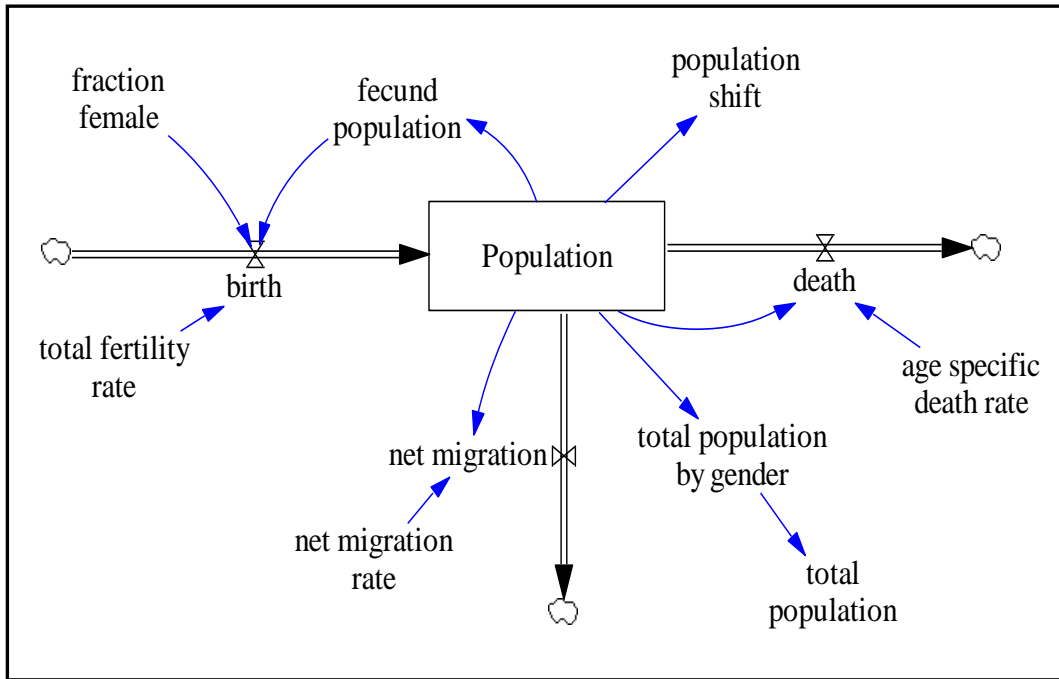 fraction
female
fecund
population
population
shift
Population
birth
death
total fertility
rate
age specific
death rate
net migration
total population
by gender
net migration
rate
total
population